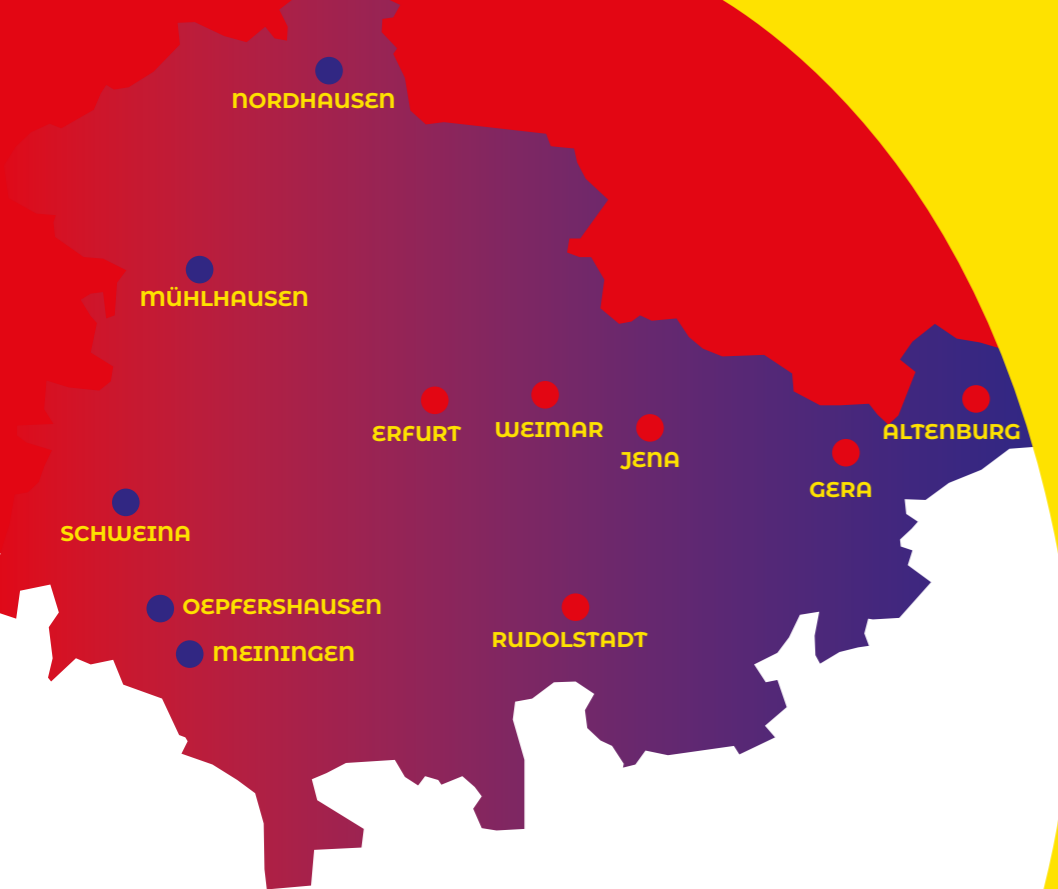 NORDHAUSEN
MÜHLHAUSEN
ERFURT
WEIMAR
JENA
ALTENBURG
GERA
SCHWEINA
OEPFERSHAUSEN
MEININGEN
RUDOLSTADT